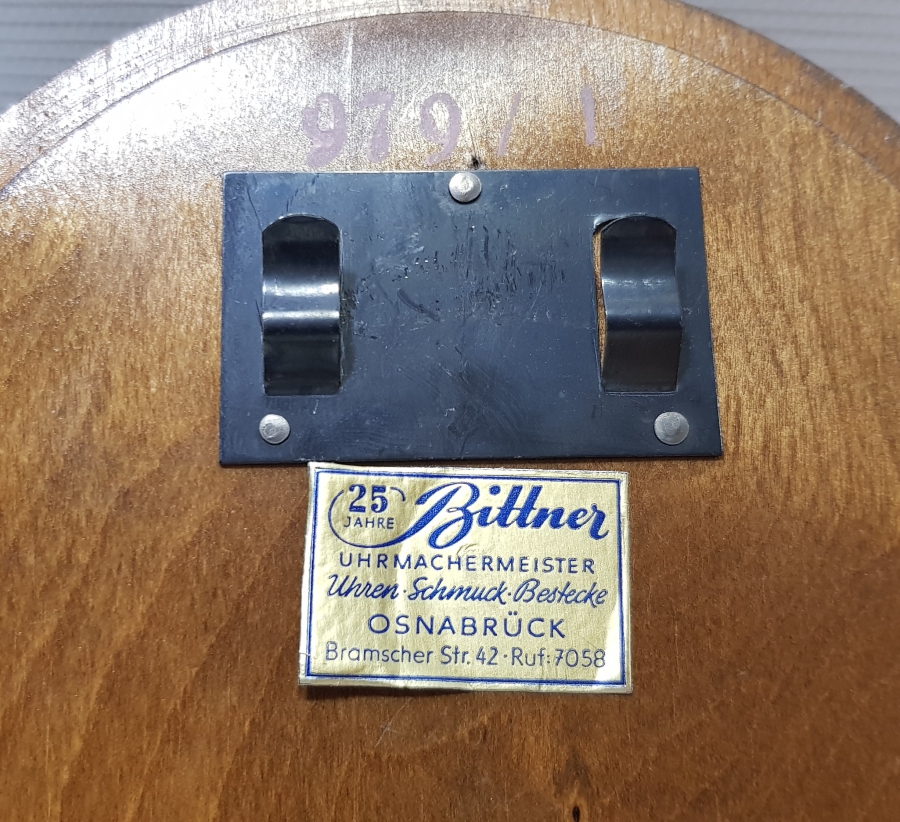 979/1
25 JAHRE Bittner
UHRMACHERMEISTER
Uhren·Schmuck·Bestecke
OSNABRÜCK
Bramscher Str. 42·Ruf:7058